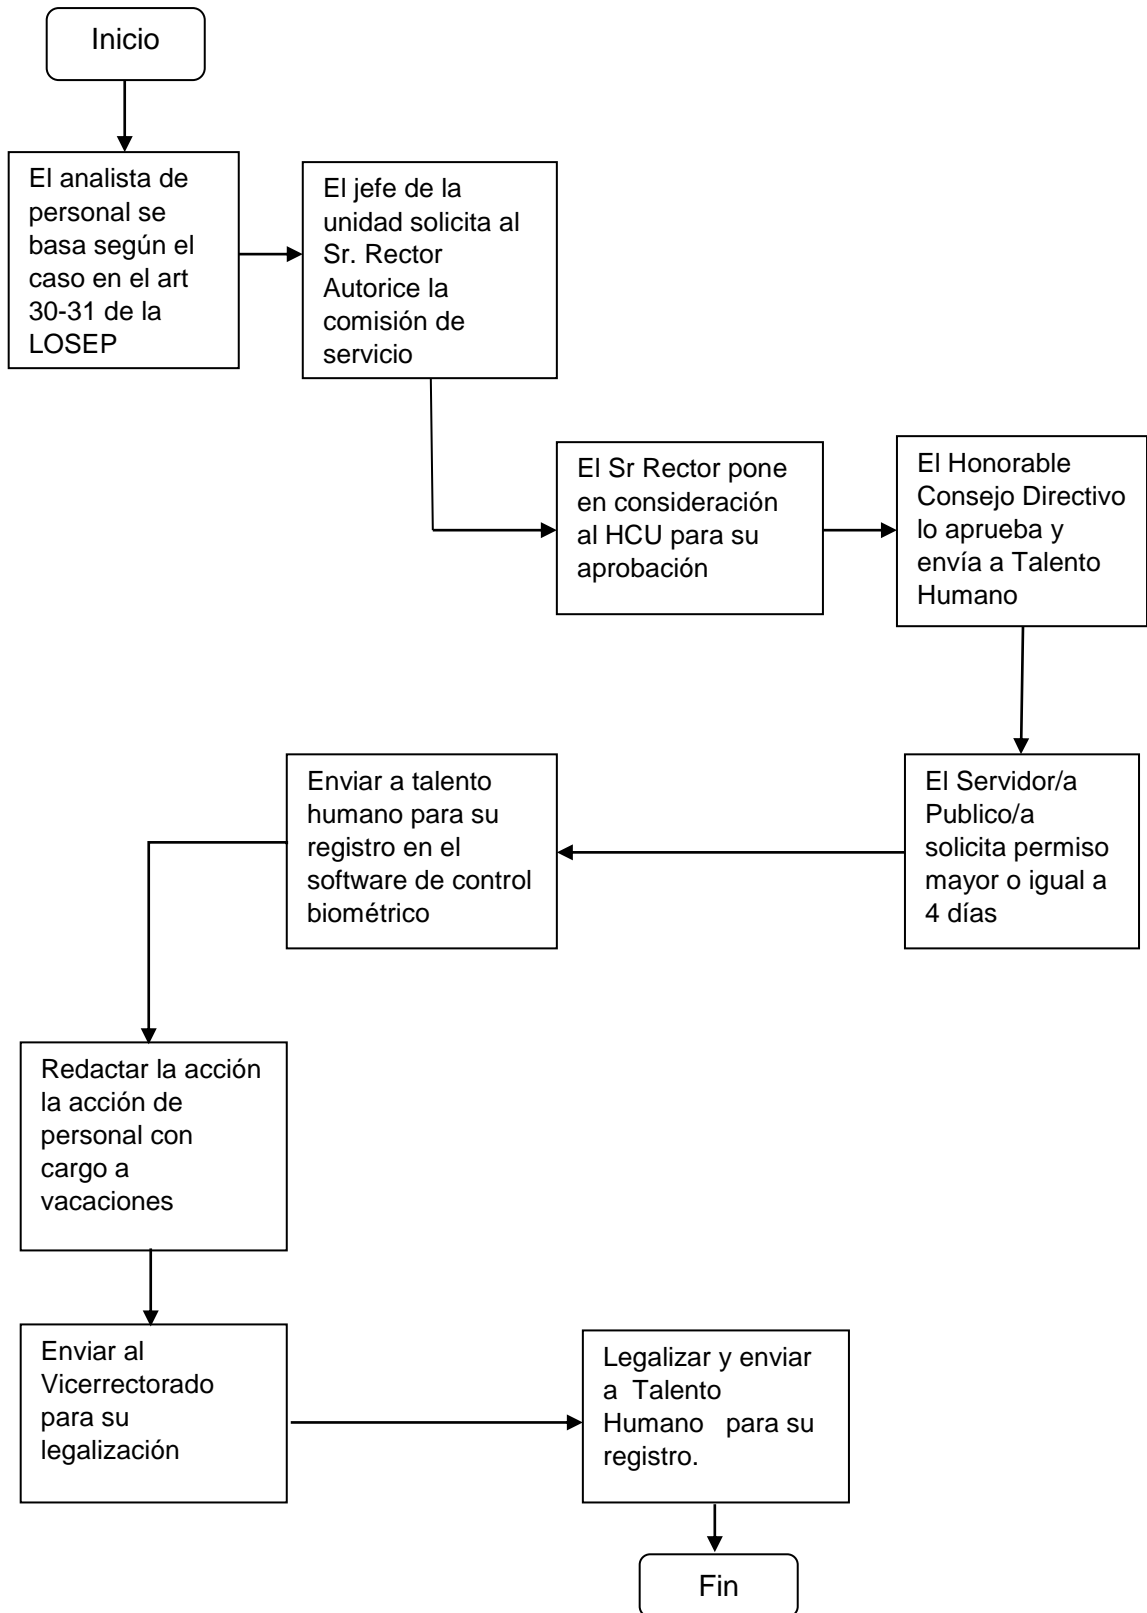 Inicio
El analista de
personal se
basa según el
caso en el art
30-31 de la
LOSEP
El jefe de la
unidad solicita al
Sr. Rector
Autorice la
comisión de
servicio
El Sr Rector pone
en consideración
al HCU para su
aprobación
El Honorable
Consejo Directivo
lo aprueba y
envía a Talento
Humano
El Servidor/a
Publico/a
solicita permiso
mayor o igual a
4 días
Enviar a talento
humano para su
registro en el
software de control
biométrico
Redactar la acción
la acción de
personal con
cargo a
vacaciones
Enviar al
Vicerrectorado
para su
legalización
Legalizar y enviar
a Talento
Humano para su
registro.
Fin